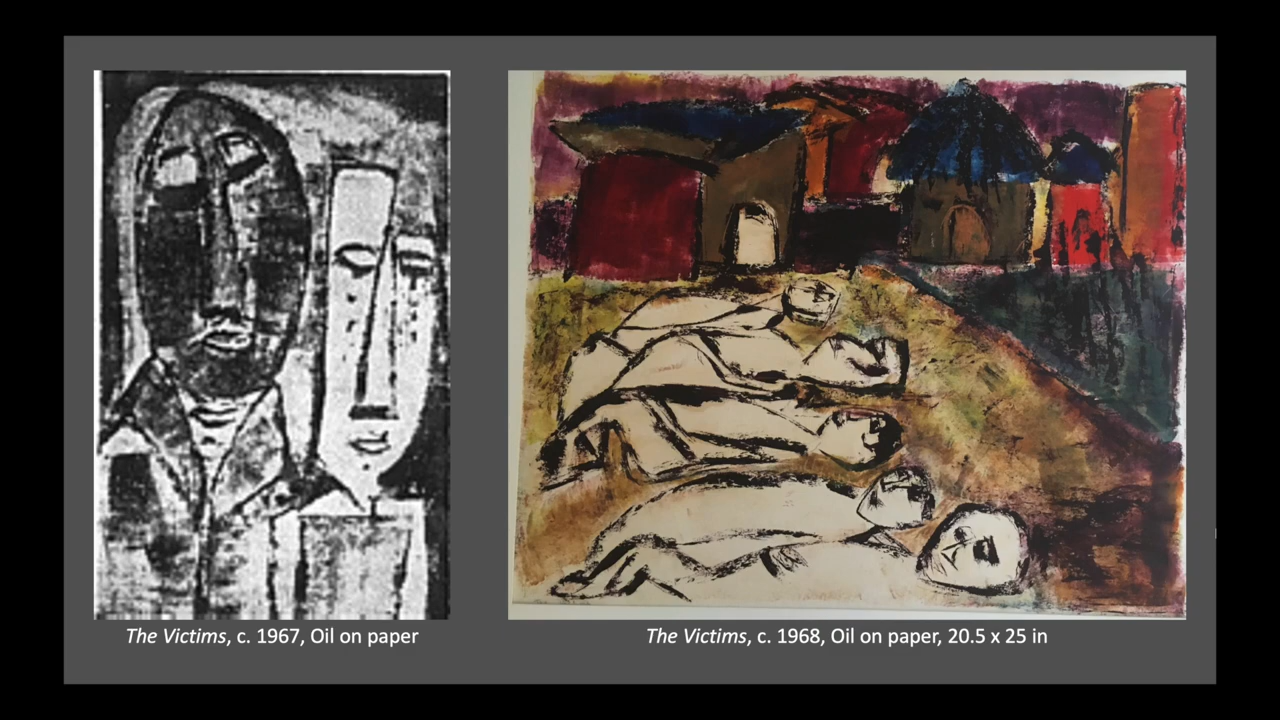 The Victims, c. 1967, Oil on paper
The Victims, c. 1968, Oil on paper, 20.5 x 25 in